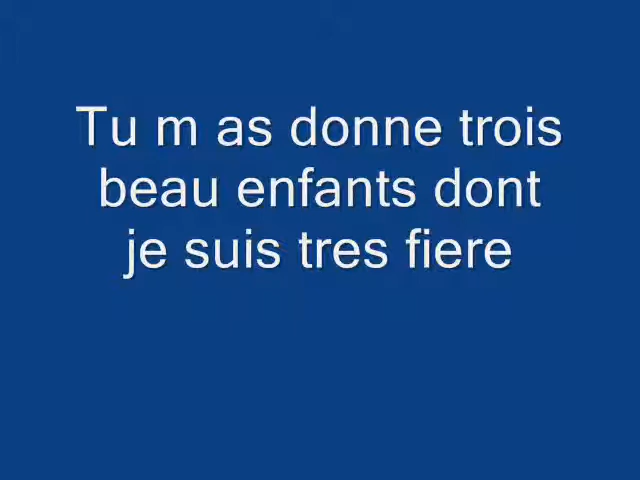 Tu m as donne trois
beau enfants dont
je suis tres fiere